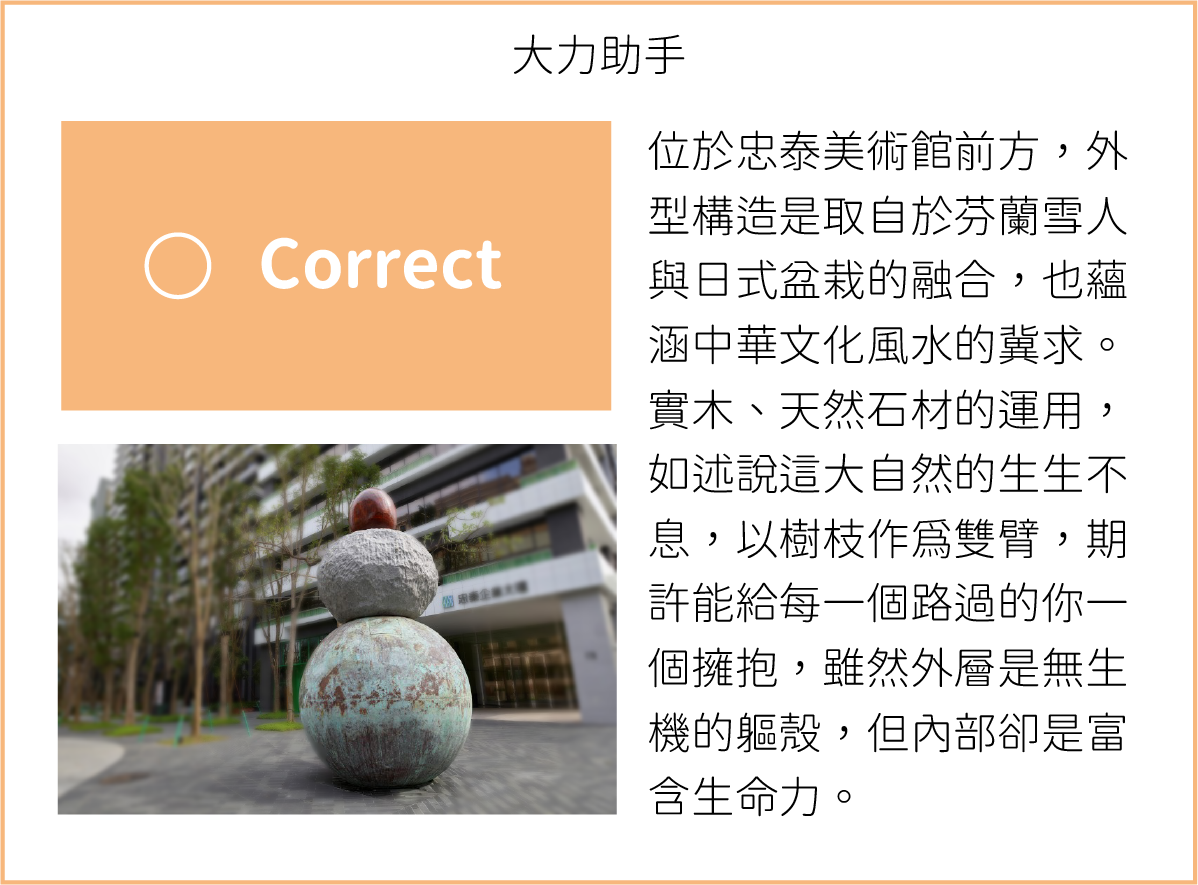 大力助手
Correct
位於忠泰美術館前方，外
型構造是取自於芬蘭雪人
與日式盆栽的融合，也蘊
涵中華文化風水的冀求。
實木、天然石材的運用，
如述說這大自然的生生不
息，以樹枝作爲雙臂，期
許能給每一個路過的你一
個擁抱，雖然外層是無生
機的軀殼，但內部卻是富
含生命力。